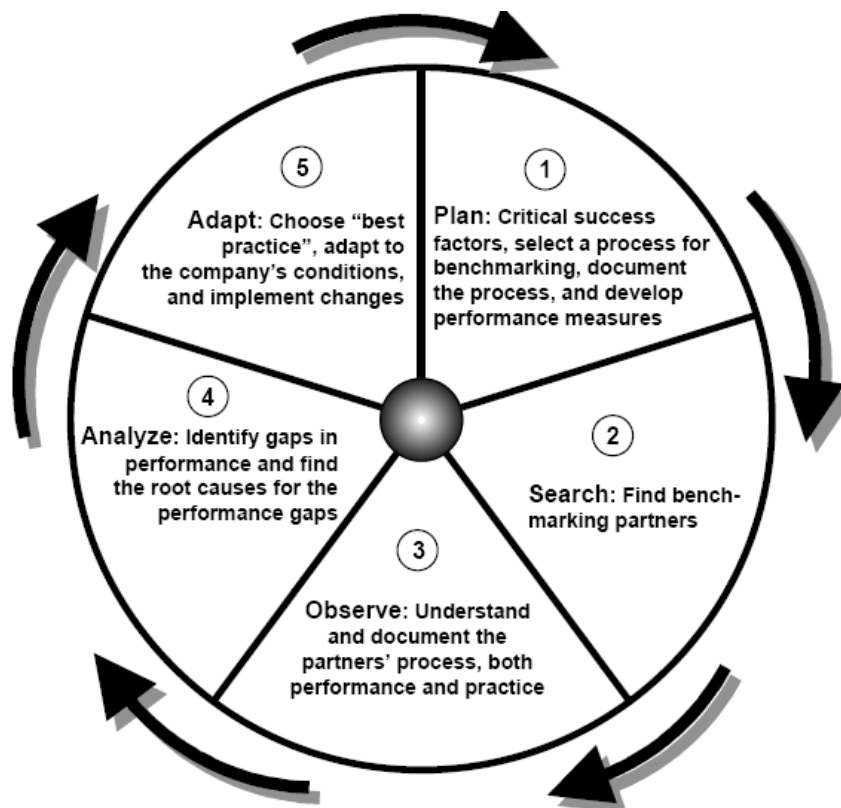 1
Plan: Critical success
factors, select a process for
benchmarking, document
the process, and develop
performance measures
2
Search: Find bench-
marking partners
3
Observe: Understand
and document the
partners’ process, both
performance and practice
4
Analyze: Identify gaps in
performance and find
the root causes for the
performance gaps
5
Adapt: Choose “best
practice”, adapt to
the company’s conditions,
and implement changes